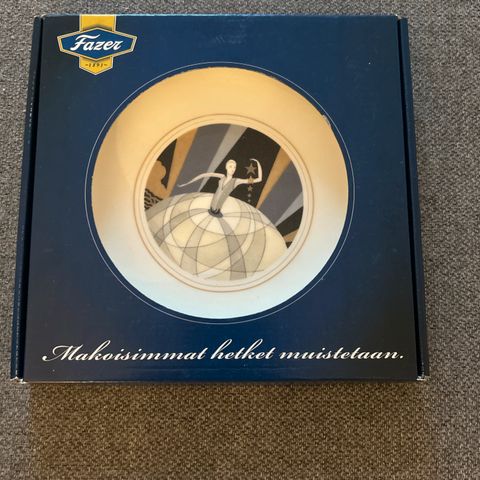 Fazer
1891
Makoisimmat hetket muistetaan.